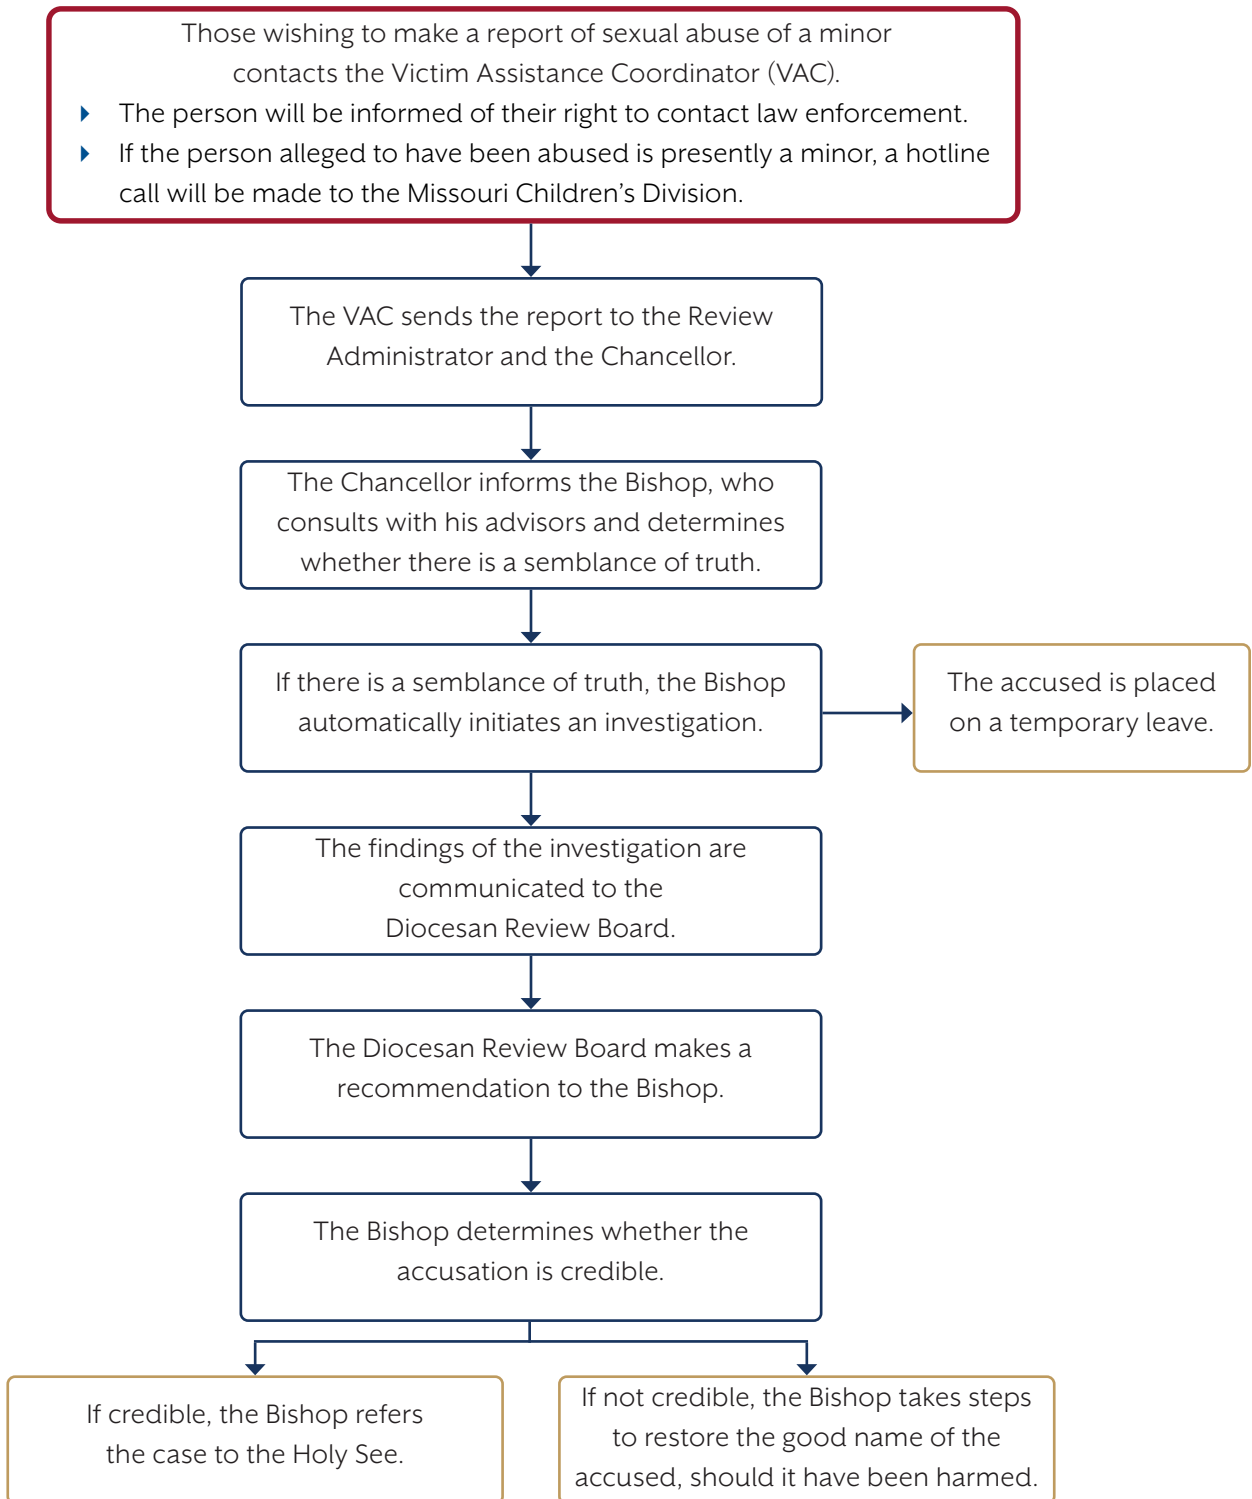 Those wishing to make a report of sexual abuse of a minor
contacts the Victim Assistance Coordinator (VAC).
The person will be informed of their right to contact law enforcement.
If the person alleged to have been abused is presently a minor, a hotline
call will be made to the Missouri Children's Division.
The VAC sends the report to the Review
Administrator and the Chancellor.
The Chancellor informs the Bishop, who
consults with his advisors and determines
whether there is a semblance of truth.
If there is a semblance of truth, the Bishop
automatically initiates an investigation.
The accused is placed
on a temporary leave.
The findings of the investigation are
communicated to the
Diocesan Review Board.
The Diocesan Review Board makes a
recommendation to the Bishop.
The Bishop determines whether the
accusation is credible.
If credible, the Bishop refers
the case to the Holy See.
If not credible, the Bishop takes steps
to restore the good name of the
accused, should it have been harmed.